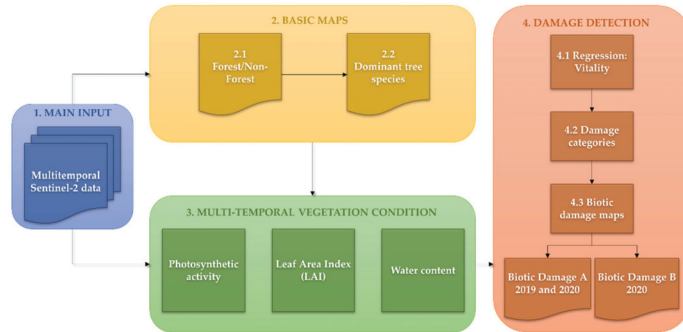 1. MAIN INPUT
Multitemporal
Sentinel-2 data
2. BASIC MAPS
2.1
Forest/Non-
Forest
2.2
Dominant tree
species
3. MULTI-TEMPORAL VEGETATION CONDITION
Photosynthetic
activity
Leaf Area Index
(LAI)
Water content
4. DAMAGE DETECTION
4.1 Regression:
Vitality
4.2 Damage
categories
4.3 Biotic
damage maps
Biotic Damage A
2019 and 2020
Biotic Damage B
2020